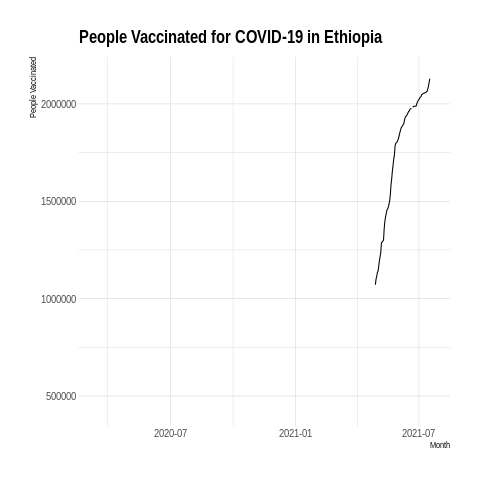 People Vaccinated for COVID-19 in Ethiopia
People Vaccinated
2000000
1500000
1000000
500000
2020-07
2021-01
2021-07
Month